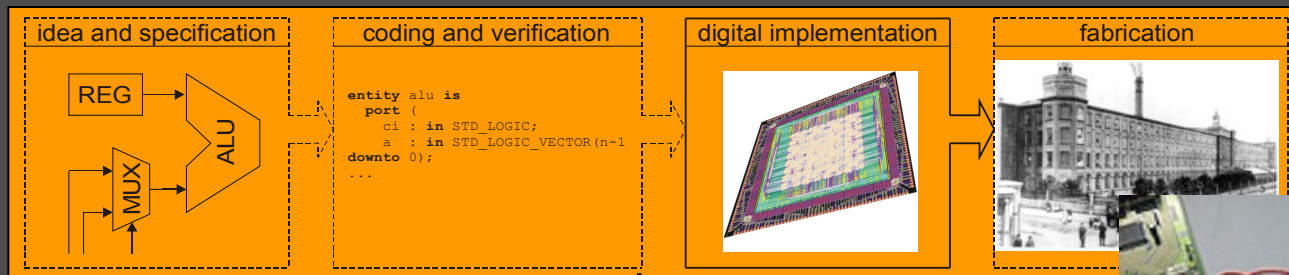 idea and specification
REG
ALU
MUX
coding and verification
entity alu is
port (
ci : in STD_LOGIC;
a : in STD_LOGIC_VECTOR(n-1
downto 0);
...
digital implementation
fabrication